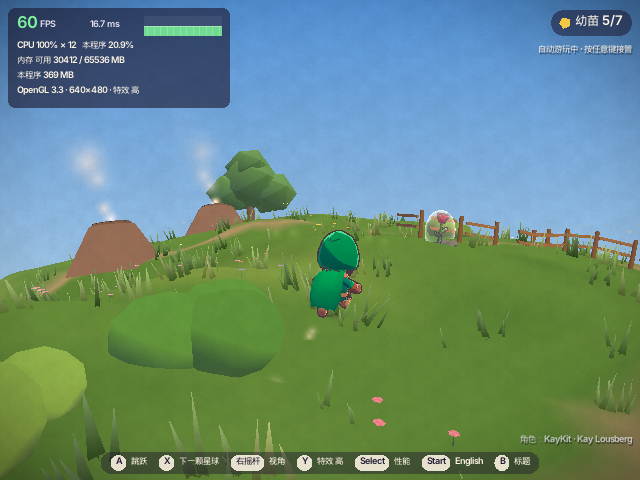 60 FPS 16.7 ms
CPU 100% × 12 本程序 20.9%
内存 可用 30412 / 65536 MB
本程序 369 MB
OpenGL 3.3 · 640×480 · 特效 高
幼苗 5/7
自动游玩中 · 按任意键接管
角色：KayKit · Kay Lousberg
A 跳跃 X 下一颗星球 右摇杆 视角 Y 特效 高 Select 性能 Start English B 标题